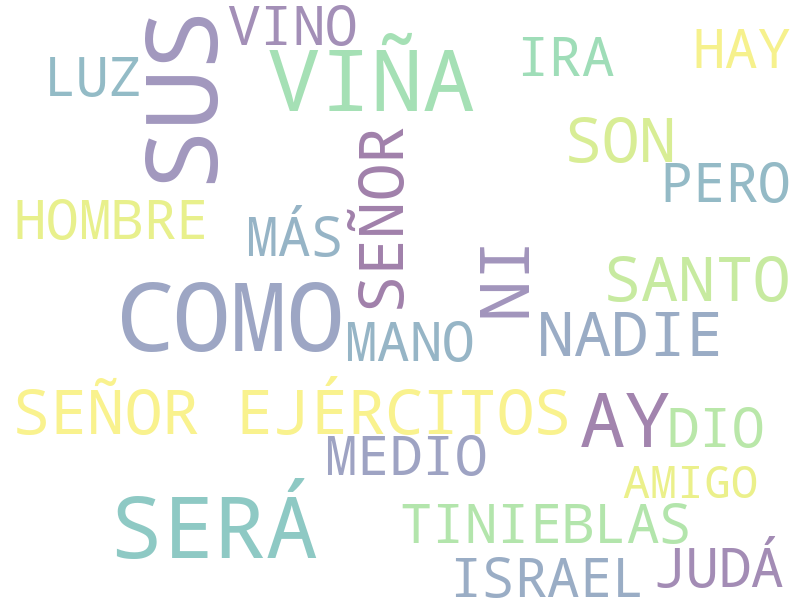 VINO
SUS
LUZ
VIÑA
IRA
HAY
SON
SEÑOR
PERO
HOMBRE
MÁS
NI
SANTO
COMO
MANO
NADIE
SEÑOR EJÉRCITOS
AY
DIO
MEDIO
AMIGO
SERÁ
TINIEBLAS
ISRAEL
JUDÁ